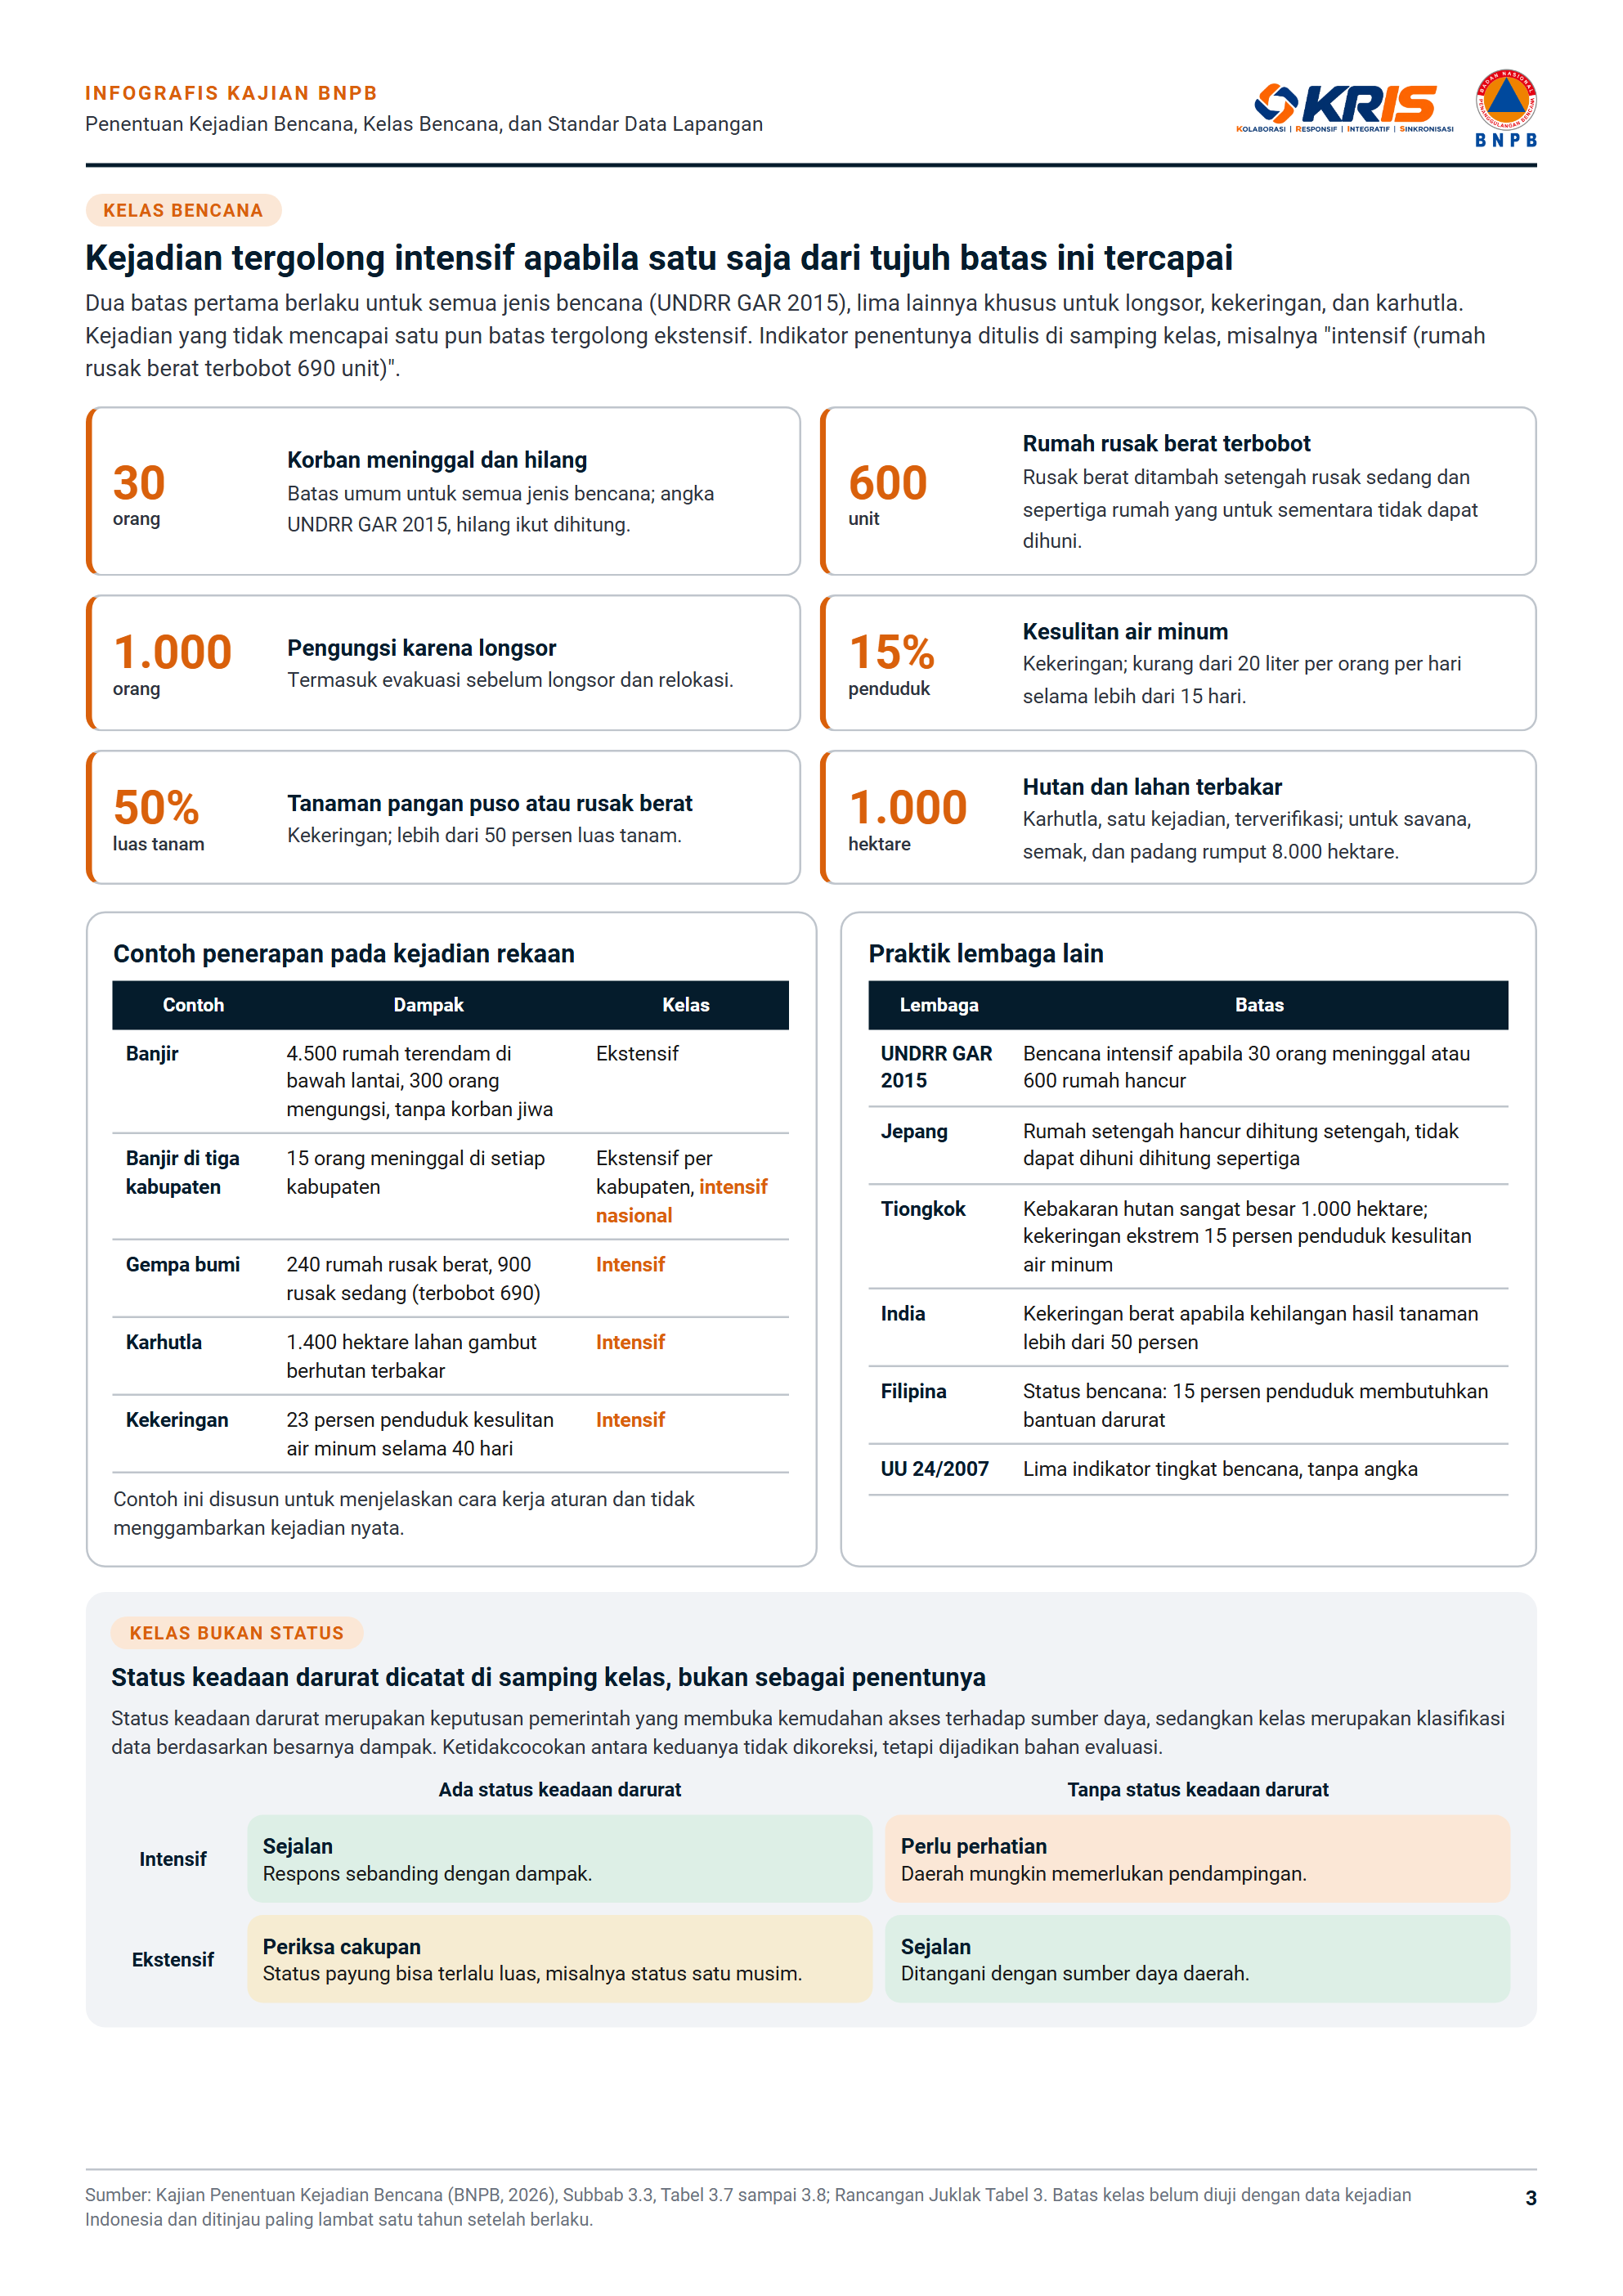 INFOGRAFIS KAJIAN BNPB
Penentuan Kejadian Bencana, Kelas Bencana, dan Standar Data Lapangan
KRIS
KOLABORASI | RESPONSIF | INTEGRATIF | SINKRONISASI
BADAN NASIONAL PENANGGULANGAN BENCANA
BNPB
KELAS BENCANA
Kejadian tergolong intensif apabila satu saja dari tujuh batas ini tercapai
Dua batas pertama berlaku untuk semua jenis bencana (UNDRR GAR 2015), lima lainnya khusus untuk longsor, kekeringan, dan karhutla.
Kejadian yang tidak mencapai satu pun batas tergolong ekstensif. Indikator penentunya ditulis di samping kelas, misalnya "intensif (rumah
rusak berat terbobot 690 unit)".
30
orang
Korban meninggal dan hilang
Batas umum untuk semua jenis bencana; angka
UNDRR GAR 2015, hilang ikut dihitung.
600
unit
Rumah rusak berat terbobot
Rusak berat ditambah setengah rusak sedang dan
sepertiga rumah yang untuk sementara tidak dapat
dihuni.
1.000
orang
Pengungsi karena longsor
Termasuk evakuasi sebelum longsor dan relokasi.
15%
penduduk
Kesulitan air minum
Kekeringan; kurang dari 20 liter per orang per hari
selama lebih dari 15 hari.
50%
luas tanam
Tanaman pangan puso atau rusak berat
Kekeringan; lebih dari 50 persen luas tanam.
1.000
hektare
Hutan dan lahan terbakar
Karhutla, satu kejadian, terverifikasi; untuk savana,
semak, dan padang rumput 8.000 hektare.
Contoh penerapan pada kejadian rekaan
Contoh Dampak Kelas
Banjir 4.500 rumah terendam di Ekstensif
bawah lantai, 300 orang
mengungsi, tanpa korban jiwa
Banjir di tiga 15 orang meninggal di setiap Ekstensif per
kabupaten kabupaten kabupaten, intensif
nasional
Gempa bumi 240 rumah rusak berat, 900 Intensif
rusak sedang (terbobot 690)
Karhutla 1.400 hektare lahan gambut Intensif
berhutan terbakar
Kekeringan 23 persen penduduk kesulitan Intensif
air minum selama 40 hari
Contoh ini disusun untuk menjelaskan cara kerja aturan dan tidak
menggambarkan kejadian nyata.
Praktik lembaga lain
Lembaga Batas
UNDRR GAR Bencana intensif apabila 30 orang meninggal atau
2015 600 rumah hancur
Jepang Rumah setengah hancur dihitung setengah, tidak
dapat dihuni dihitung sepertiga
Tiongkok Kebakaran hutan sangat besar 1.000 hektare;
kekeringan ekstrem 15 persen penduduk kesulitan
air minum
India Kekeringan berat apabila kehilangan hasil tanaman
lebih dari 50 persen
Filipina Status bencana: 15 persen penduduk membutuhkan
bantuan darurat
UU 24/2007 Lima indikator tingkat bencana, tanpa angka
KELAS BUKAN STATUS
Status keadaan darurat dicatat di samping kelas, bukan sebagai penentunya
Status keadaan darurat merupakan keputusan pemerintah yang membuka kemudahan akses terhadap sumber daya, sedangkan kelas merupakan klasifikasi
data berdasarkan besarnya dampak. Ketidakcocokan antara keduanya tidak dikoreksi, tetapi dijadikan bahan evaluasi.
Ada status keadaan darurat Tanpa status keadaan darurat
Intensif
Sejalan
Respons sebanding dengan dampak.
Perlu perhatian
Daerah mungkin memerlukan pendampingan.
Ekstensif
Periksa cakupan
Status payung bisa terlalu luas, misalnya status satu musim.
Sejalan
Ditangani dengan sumber daya daerah.
Sumber: Kajian Penentuan Kejadian Bencana (BNPB, 2026), Subbab 3.3, Tabel 3.7 sampai 3.8; Rancangan Juklak Tabel 3. Batas kelas belum diuji dengan data kejadian
Indonesia dan ditinjau paling lambat satu tahun setelah berlaku.
3